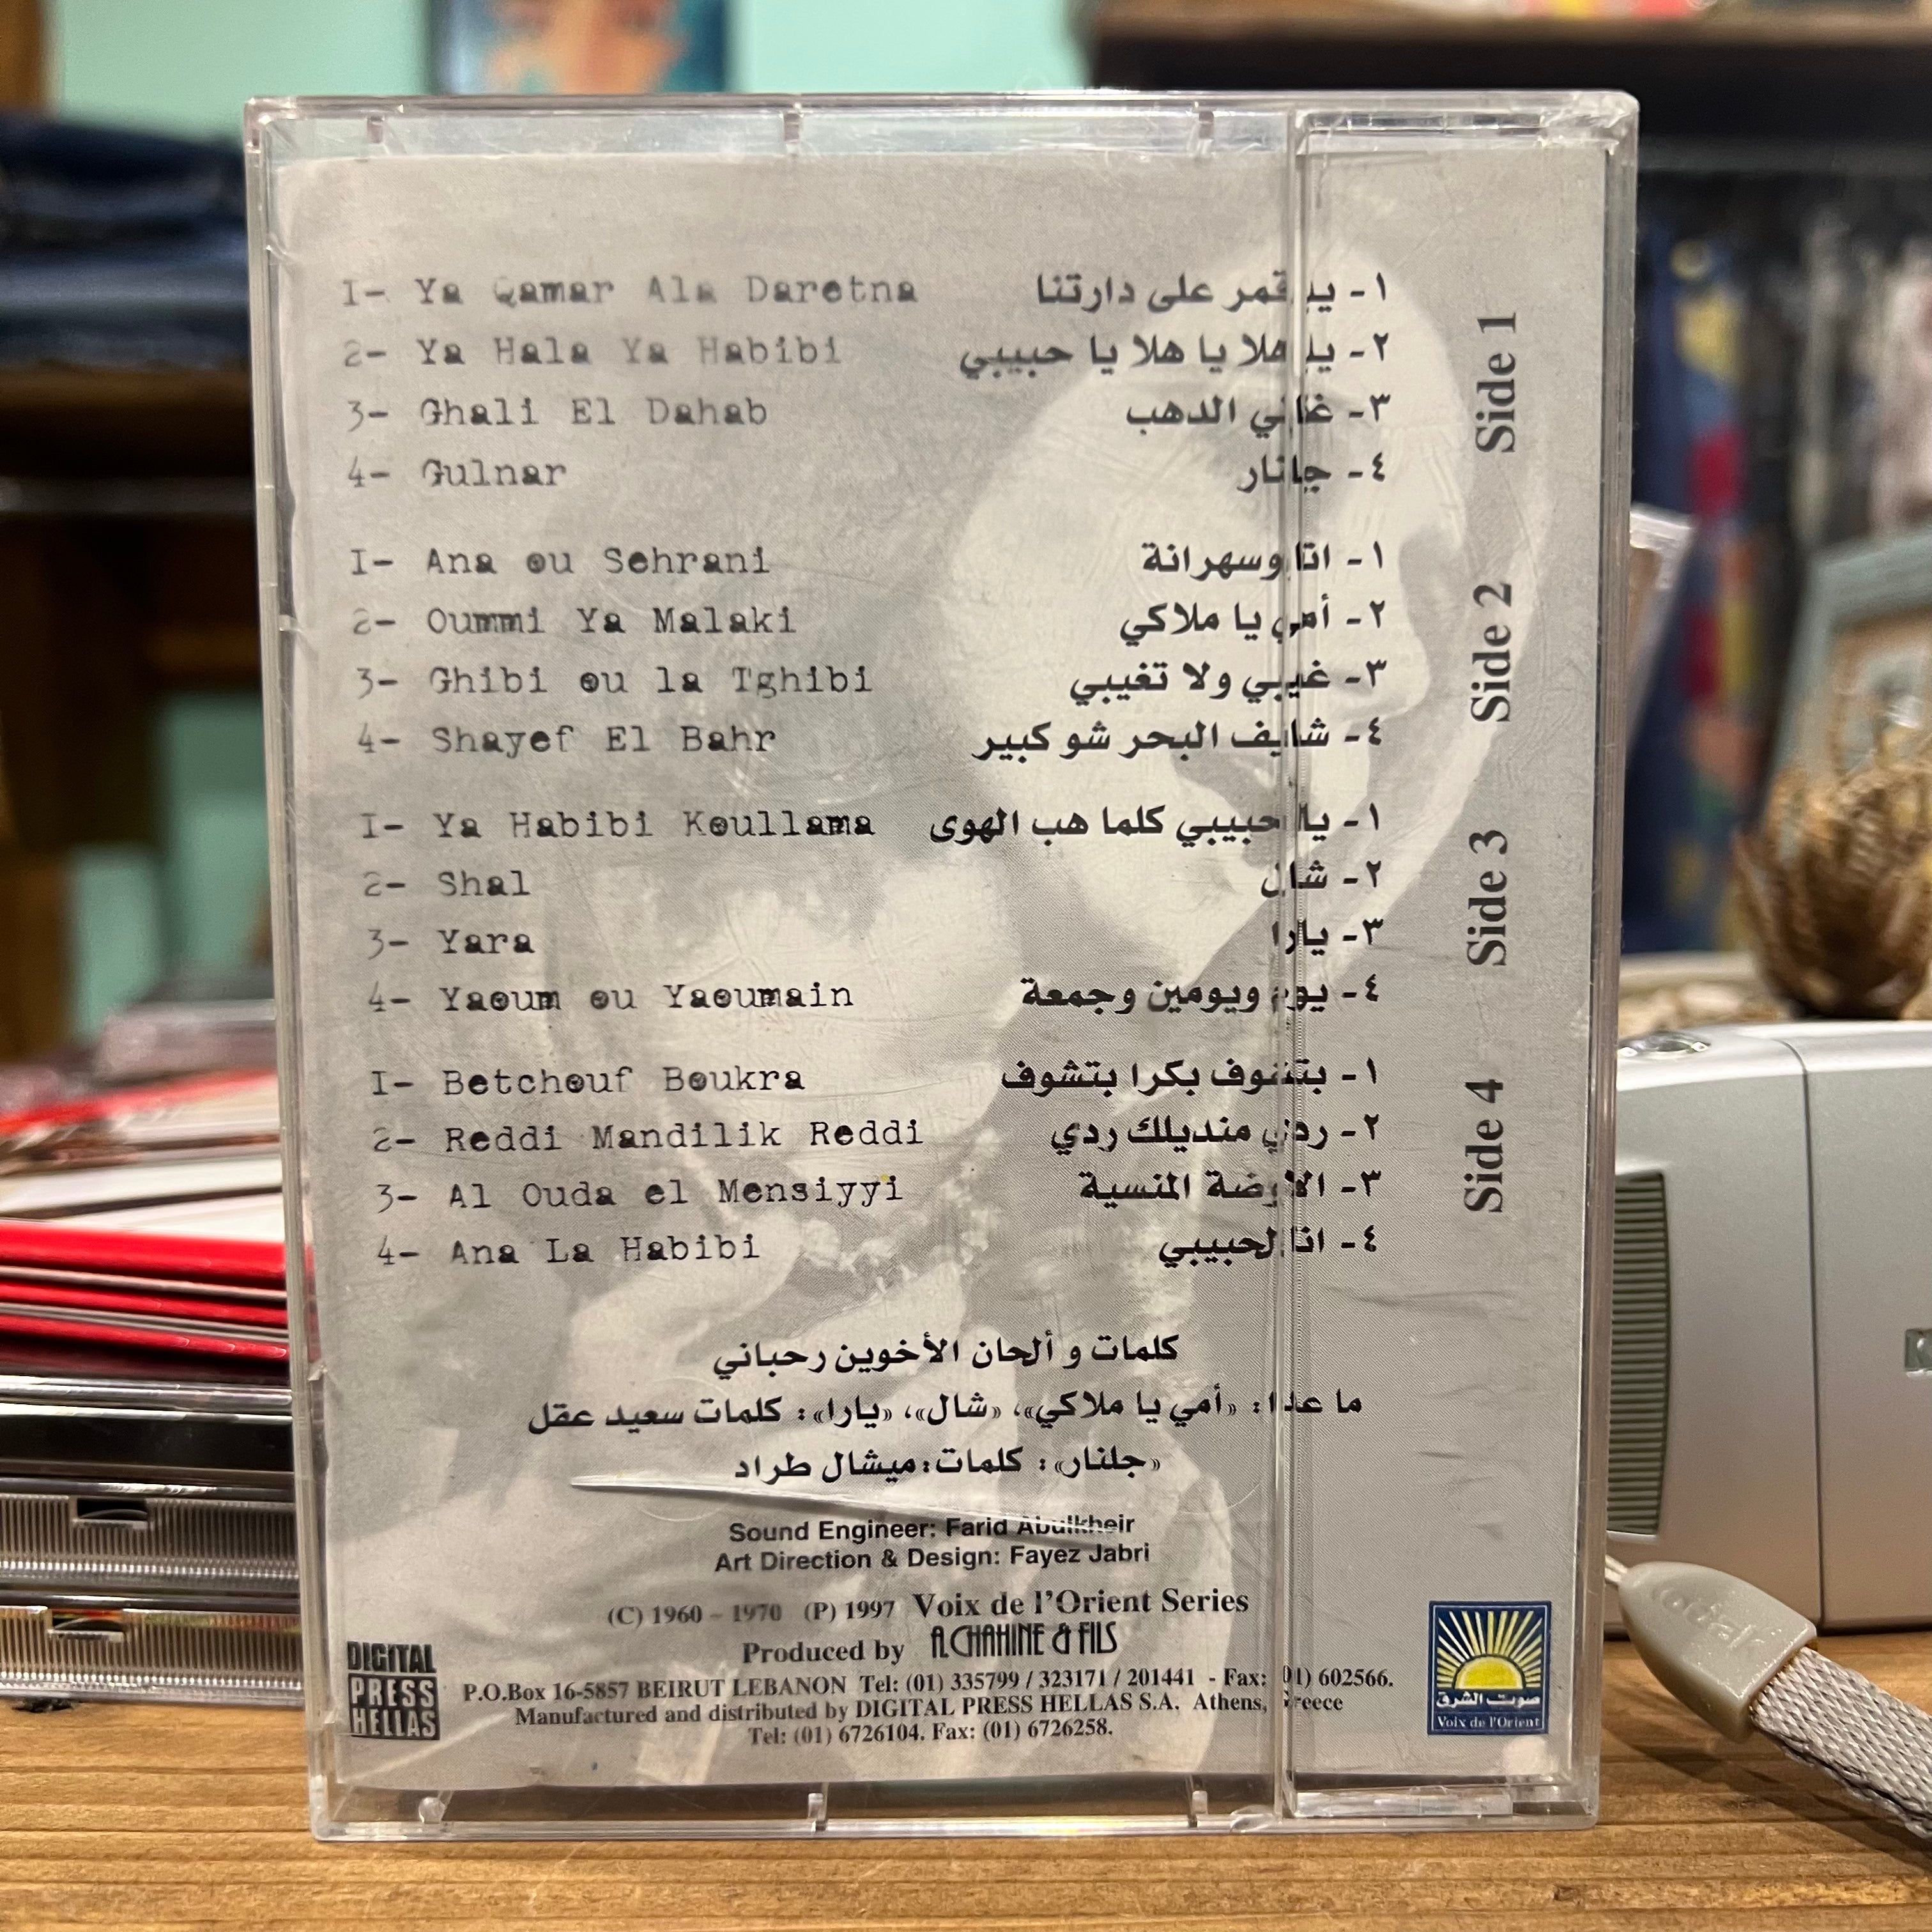 I- Ya Qamar Ala Daretna ١- يا قمر على دارتنا
2- Ya Hala Ya Habibi ٢- يا هلا يا هلا يا حبيبي
3- Ghali El Dahab ٣- غالي الدهب
4- Gulnar ٤- جلنار
Side 1
I- Ana ou Sehrani ١- انا وسهرانة
2- Oummi Ya Malaki ٢- أمي يا ملاكي
3- Ghibi ou la Tghibi ٣- غيبي ولا تغيبي
4- Shayef El Bahr ٤- شايف البحر شو كبير
Side 2
I- Ya Habibi Koullama ١- يا حبيبي كلما هب الهوى
2- Shal ٢- شال
3- Yara ٣- يارا
4- Yaoum ou Yaoumain ٤- يوم ويومين وجمعة
Side 3
I- Betchouf Boukra ١- بتشوف بكرا بتشوف
2- Reddi Mandilik Reddi ٢- ردي منديلك ردي
3- Al Ouda el Mensiyyi ٣- الاوضة المنسية
4- Ana La Habibi ٤- انا لحبيبي
Side 4
كلمات و ألحان الأخوين رحباني
ما عدا: «أمي يا ملاكي»، «شال»، «يارا»: كلمات سعيد عقل
«جلنار»: كلمات: ميشال طراد
Sound Engineer: Farid Abulkheir
Art Direction & Design: Fayez Jabri
(C) 1960 - 1970 (P) 1997 Voix de l'Orient Series
Produced by A.CHAHINE & FILS
P.O.Box 16-5857 BEIRUT LEBANON Tel: (01) 335799 / 323171 / 201441 - Fax: (01) 602566.
Manufactured and distributed by DIGITAL PRESS HELLAS S.A. Athens, Greece
Tel: (01) 6726104. Fax: (01) 6726258.
DIGITAL
PRESS
HELLAS
صوت الشرق
Voix de l'Orient